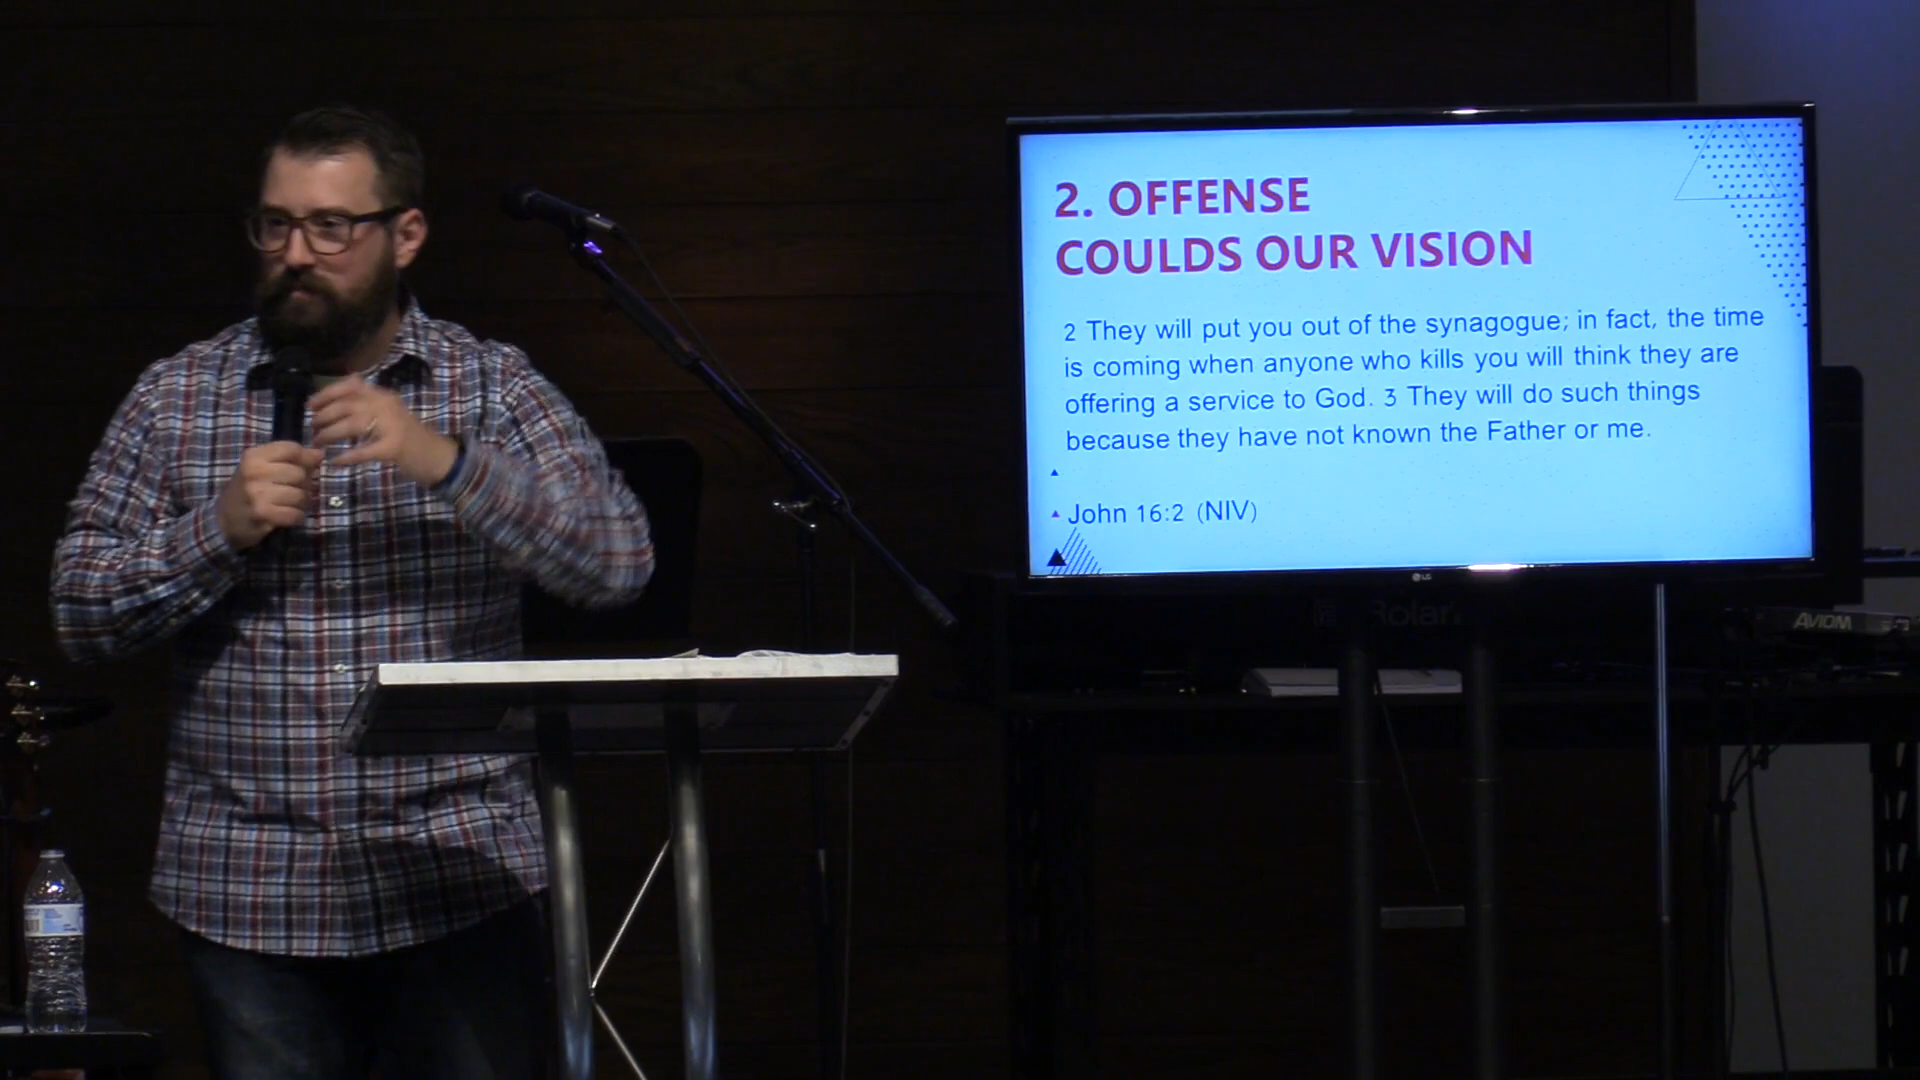 2. OFFENSE
COULDS OUR VISION
2 They will put you out of the synagogue; in fact, the time
is coming when anyone who kills you will think they are
offering a service to God. 3 They will do such things
because they have not known the Father or me.
John 16:2 (NIV)
LG
Roland
AVIOM